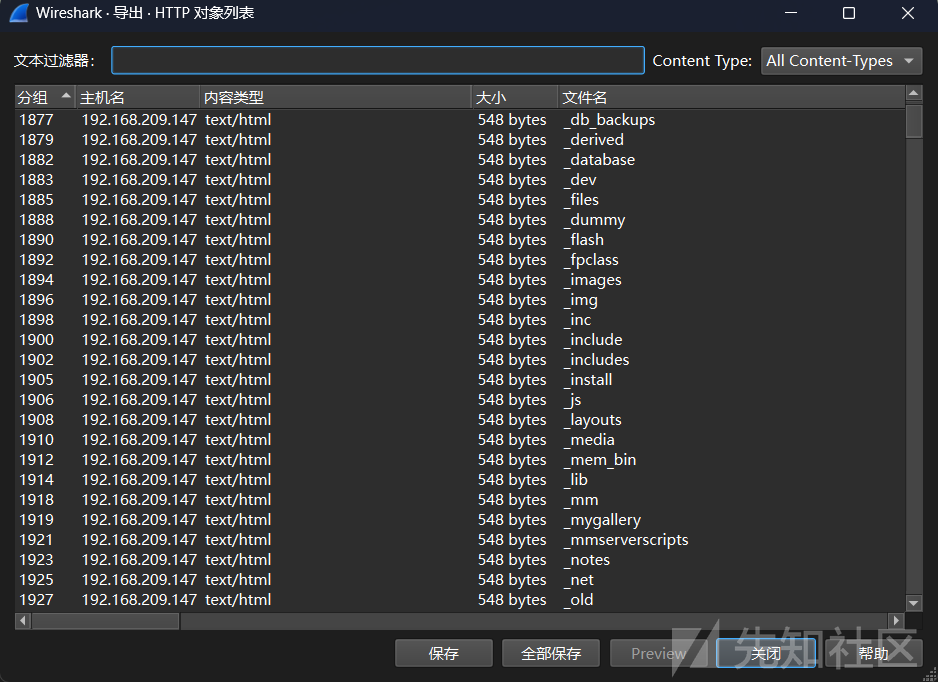 Wireshark · 导出 · HTTP 对象列表
文本过滤器: Content Type: All Content-Types
分组 主机名 内容类型 大小 文件名
1877 192.168.209.147 text/html 548 bytes _db_backups
1879 192.168.209.147 text/html 548 bytes _derived
1882 192.168.209.147 text/html 548 bytes _database
1883 192.168.209.147 text/html 548 bytes _dev
1885 192.168.209.147 text/html 548 bytes _files
1888 192.168.209.147 text/html 548 bytes _dummy
1890 192.168.209.147 text/html 548 bytes _flash
1892 192.168.209.147 text/html 548 bytes _fpclass
1894 192.168.209.147 text/html 548 bytes _images
1896 192.168.209.147 text/html 548 bytes _img
1898 192.168.209.147 text/html 548 bytes _inc
1900 192.168.209.147 text/html 548 bytes _include
1902 192.168.209.147 text/html 548 bytes _includes
1905 192.168.209.147 text/html 548 bytes _install
1906 192.168.209.147 text/html 548 bytes _js
1908 192.168.209.147 text/html 548 bytes _layouts
1910 192.168.209.147 text/html 548 bytes _media
1912 192.168.209.147 text/html 548 bytes _mem_bin
1914 192.168.209.147 text/html 548 bytes _lib
1918 192.168.209.147 text/html 548 bytes _mm
1919 192.168.209.147 text/html 548 bytes _mygallery
1921 192.168.209.147 text/html 548 bytes _mmserverscripts
1923 192.168.209.147 text/html 548 bytes _notes
1925 192.168.209.147 text/html 548 bytes _net
1927 192.168.209.147 text/html 548 bytes _old
保存 全部保存 Preview 关闭 帮助
先知社区